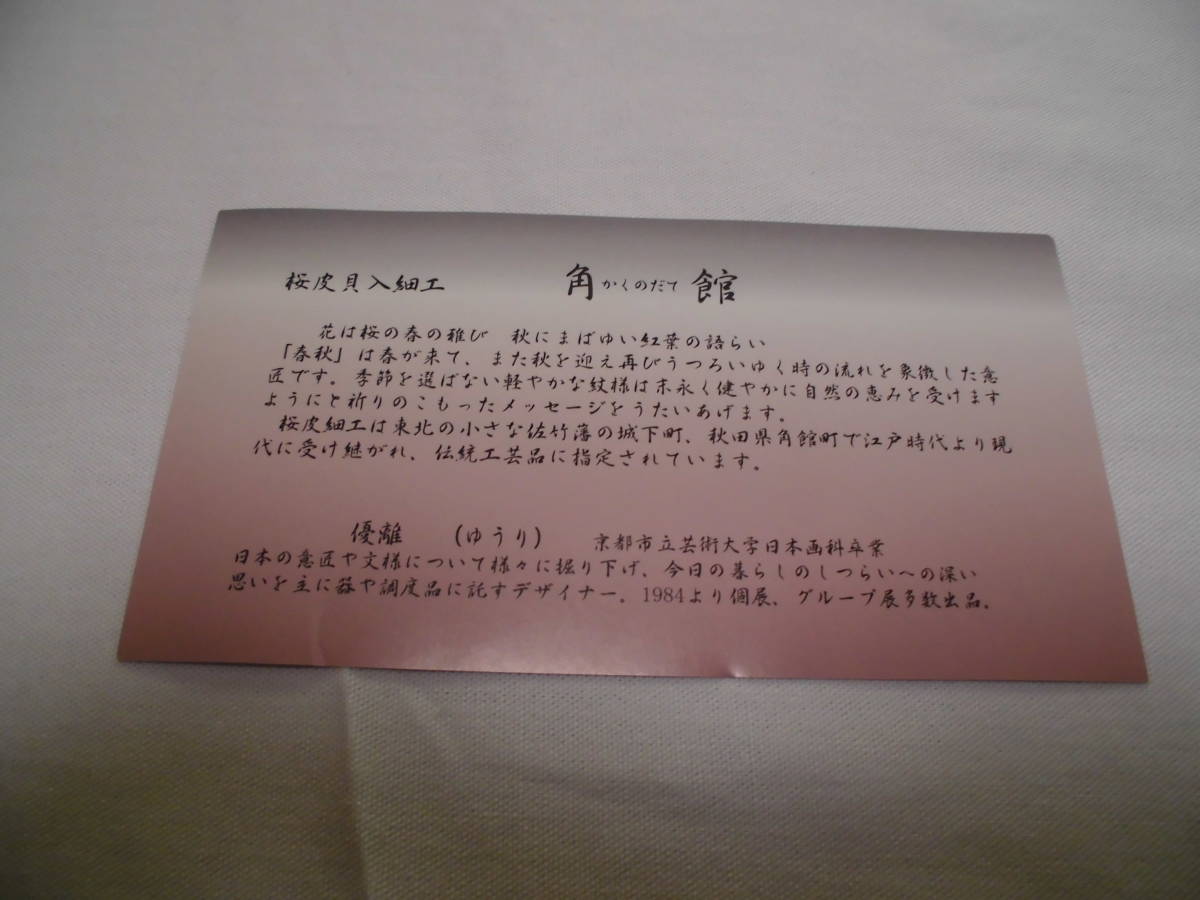 桜皮貝入細工　角かくのだて館
花は桜の春の雅び　秋にまばゆい紅葉の語らい
「春秋」は春が来て、また秋を迎え再びうつろいゆく時の流れを象徴した意
匠です。季節を選ばない軽やかな紋様は末永く健やかに自然の恵みを受けます
ようにと祈りのこもったメッセージをうたいあげます。
桜皮細工は東北の小さな佐竹藩の城下町、秋田県角館町で江戸時代より現
代に受け継がれ、伝統工芸品に指定されています。
優離　（ゆうり）　京都市立芸術大学日本画科卒業
日本の意匠や文様について様々に掘り下げ、今日の暮らしのしつらいへの深い
思いを主に器や調度品に託すデザイナー。1984より個展、グループ展多数出品。